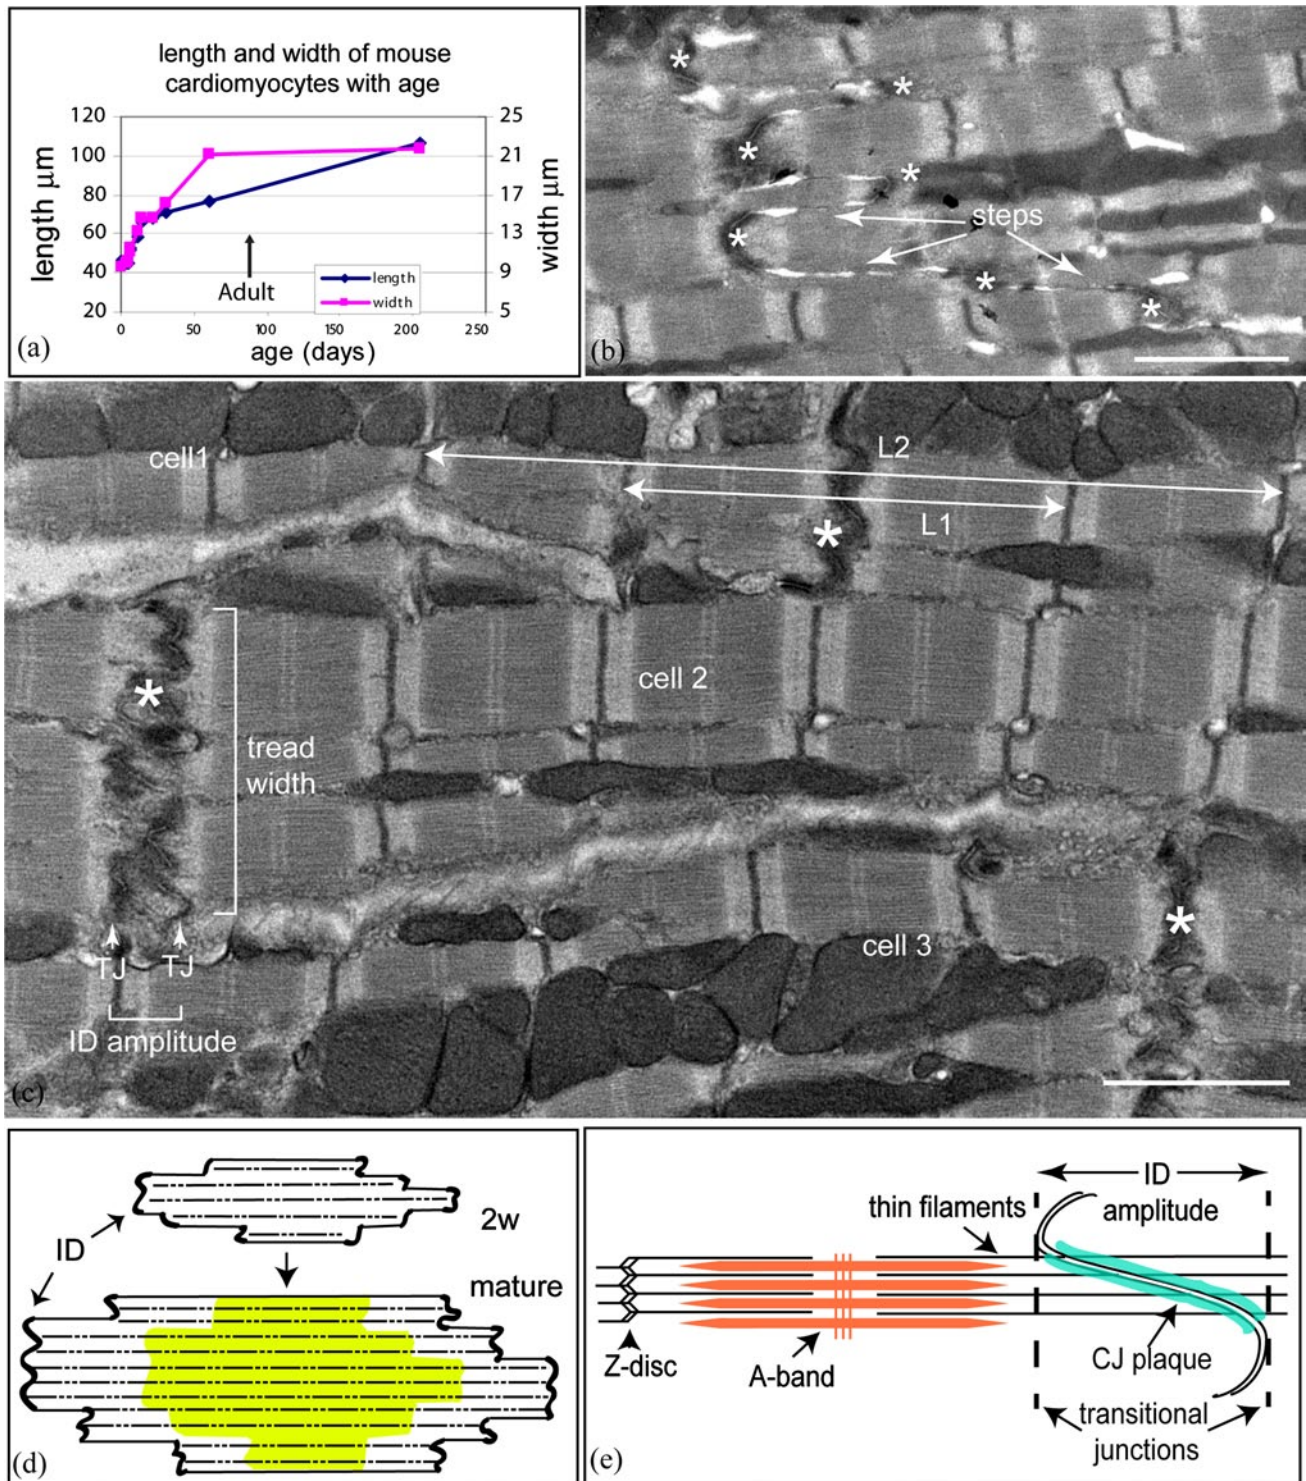 length and width of mouse
cardiomyocytes with age
length µm
120
100
80
60
40
20
25
21
17
13
9
5
width µm
Adult
length
width
0
50
100
150
200
250
age (days)
(a)
steps
(b)
cell1
L2
L1
cell 2
tread
width
cell 3
TJ
TJ
ID amplitude
(c)
2w
ID
mature
(d)
ID
amplitude
thin filaments
Z-disc
A-band
CJ plaque
transitional
junctions
(e)